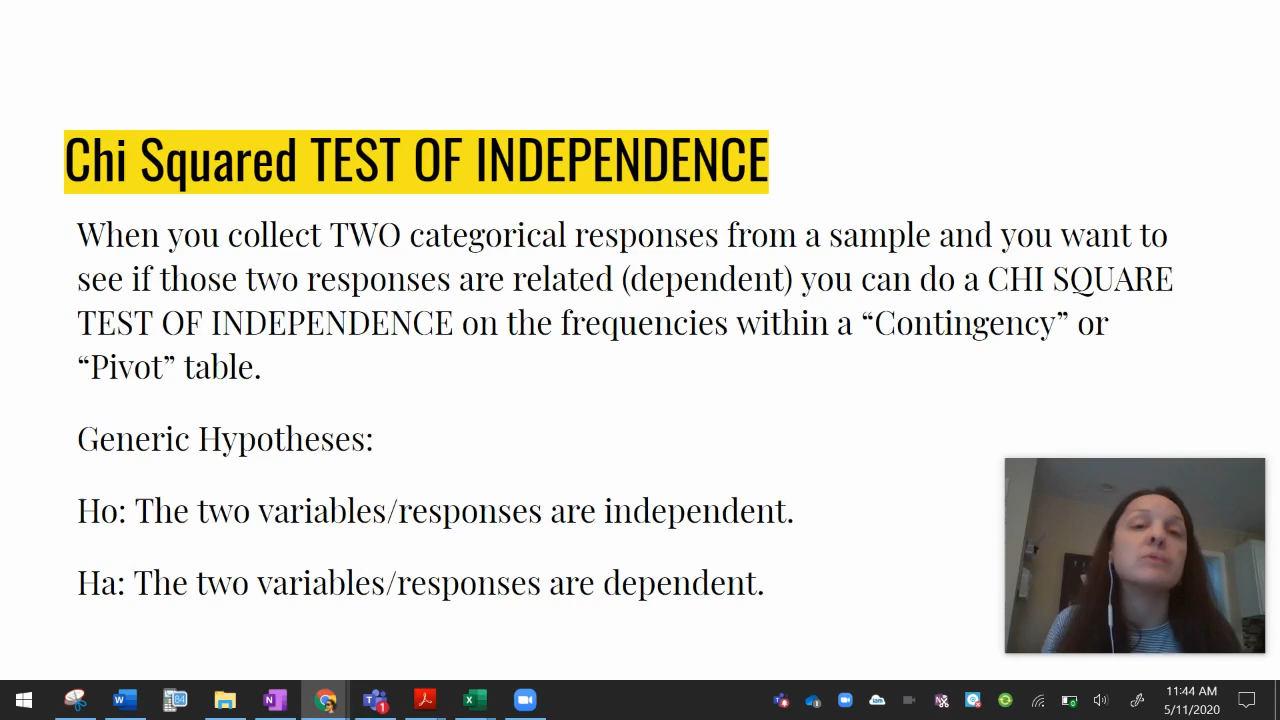 Chi Squared TEST OF INDEPENDENCE
When you collect TWO categorical responses from a sample and you want to
see if those two responses are related (dependent) you can do a CHI SQUARE
TEST OF INDEPENDENCE on the frequencies within a “Contingency” or
“Pivot” table.
Generic Hypotheses:
Ho: The two variables/responses are independent.
Ha: The two variables/responses are dependent.
11:44 AM
5/11/2020